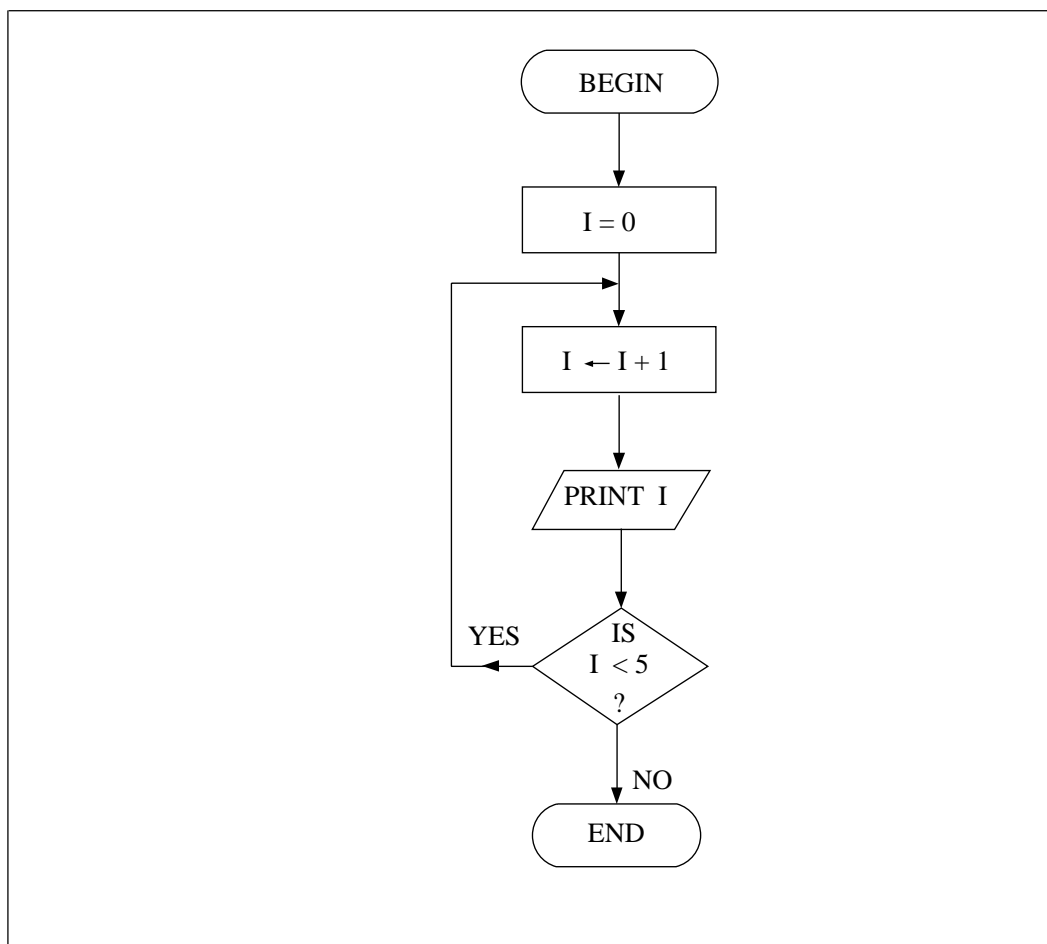 BEGIN
I = 0
I ← I + 1
PRINT I
YES
IS
I < 5
?
NO
END